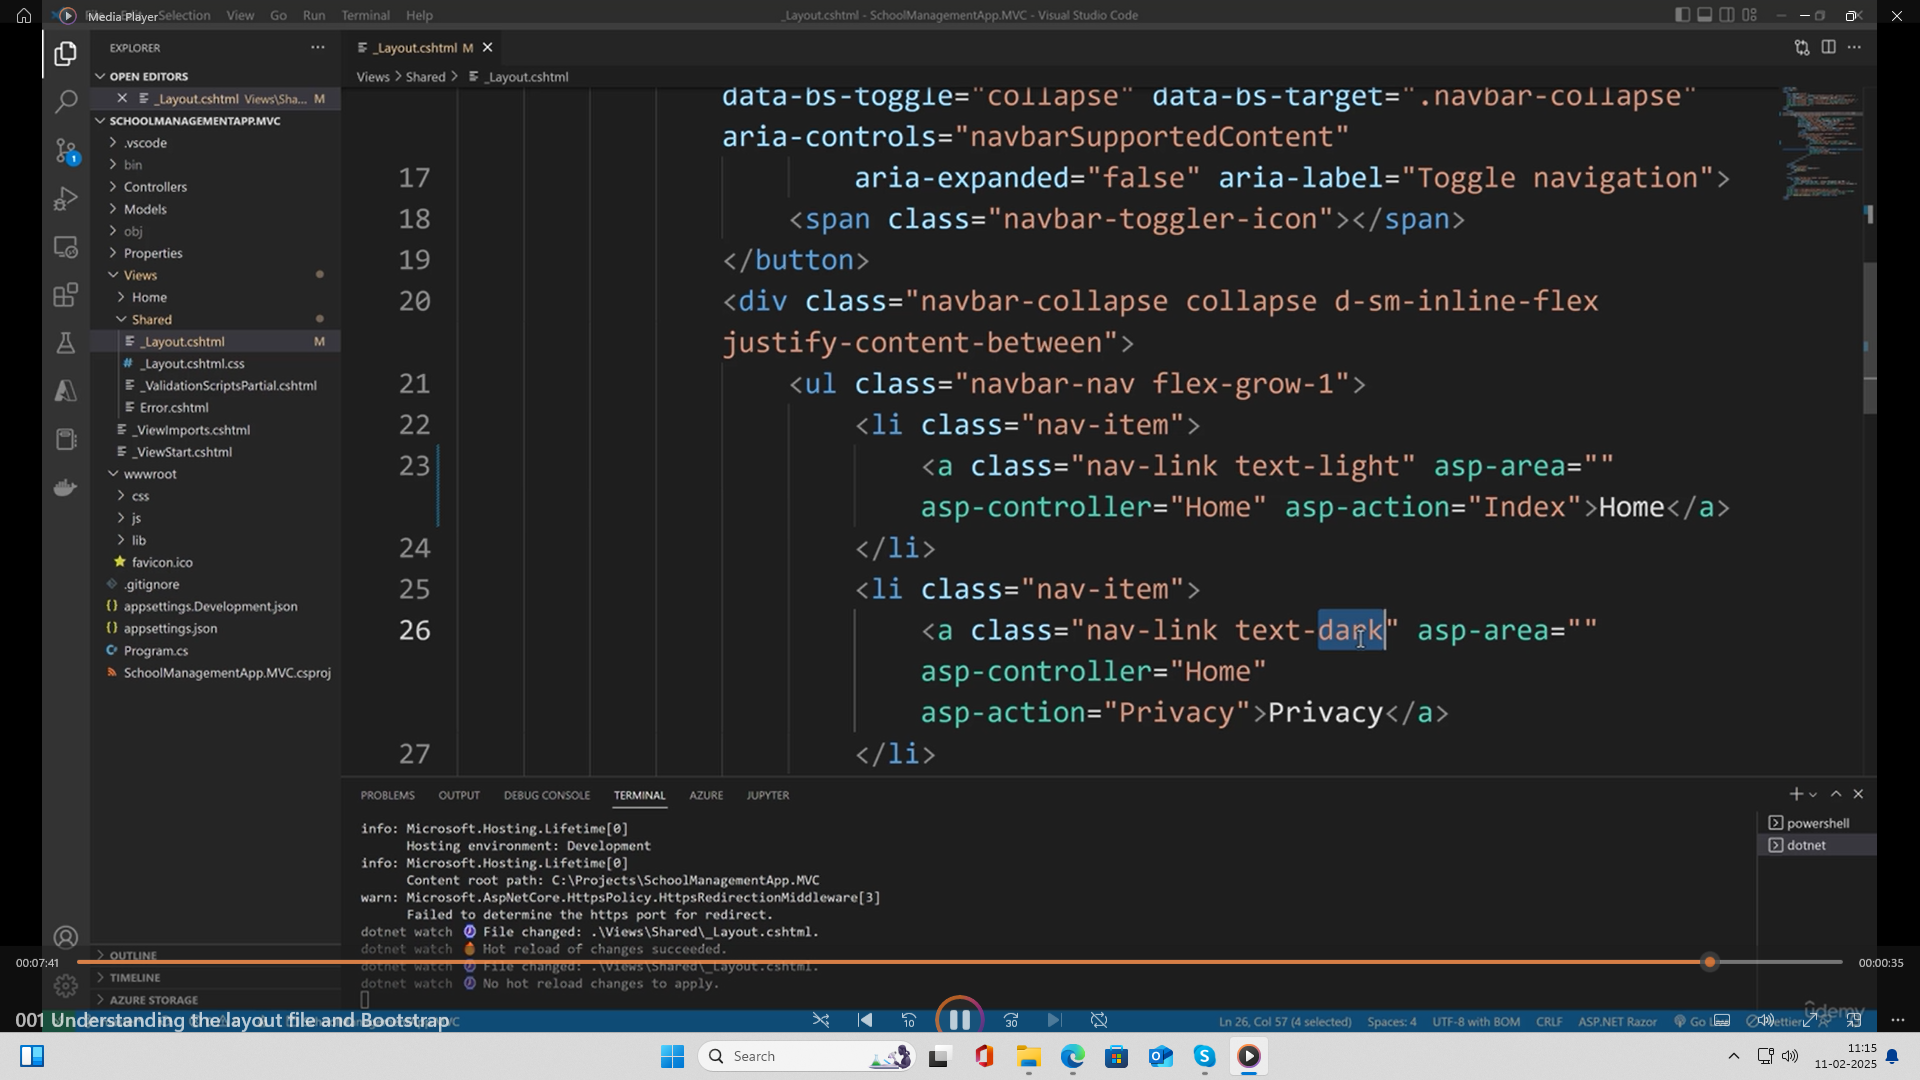 Media Player
Selection View Go Run Terminal Help
_Layout.cshtml - SchoolManagementApp.MVC - Visual Studio Code
EXPLORER
OPEN EDITORS
_Layout.cshtml Views\Sha... M
SCHOOLMANAGEMENTAPP.MVC
.vscode
bin
Controllers
Models
obj
Properties
Views
Home
Shared
_Layout.cshtml M
_Layout.cshtml.css
_ValidationScriptsPartial.cshtml
Error.cshtml
_ViewImports.cshtml
_ViewStart.cshtml
wwwroot
css
js
lib
favicon.ico
.gitignore
appsettings.Development.json
appsettings.json
Program.cs
SchoolManagementApp.MVC.csproj
OUTLINE
TIMELINE
AZURE STORAGE
1
_Layout.cshtml M
Views > Shared > _Layout.cshtml
data-bs-toggle="collapse" data-bs-target=".navbar-collapse"
aria-controls="navbarSupportedContent"
17 aria-expanded="false" aria-label="Toggle navigation">
18 <span class="navbar-toggler-icon"></span>
19 </button>
20 <div class="navbar-collapse collapse d-sm-inline-flex
justify-content-between">
21 <ul class="navbar-nav flex-grow-1">
22 <li class="nav-item">
23 <a class="nav-link text-light" asp-area=""
asp-controller="Home" asp-action="Index">Home</a>
24 </li>
25 <li class="nav-item">
26 <a class="nav-link text-dark" asp-area=""
asp-controller="Home"
asp-action="Privacy">Privacy</a>
27 </li>
PROBLEMS OUTPUT DEBUG CONSOLE TERMINAL AZURE JUPYTER
info: Microsoft.Hosting.Lifetime[0]
Hosting environment: Development
info: Microsoft.Hosting.Lifetime[0]
Content root path: C:\Projects\SchoolManagementApp.MVC
warn: Microsoft.AspNetCore.HttpsPolicy.HttpsRedirectionMiddleware[3]
Failed to determine the https port for redirect.
dotnet watch File changed: .\Views\Shared\_Layout.cshtml.
dotnet watch Hot reload of changes succeeded.
dotnet watch File changed: .\Views\Shared\_Layout.cshtml.
dotnet watch No hot reload changes to apply.
powershell
dotnet
00:07:41
00:00:35
udemy
001 Understanding the layout file and Bootstrap
10
30
Ln 26, Col 57 (4 selected) Spaces: 4 UTF-8 with BOM CRLF ASP.NET Razor Go Prettier
Search
11:15
11-02-2025